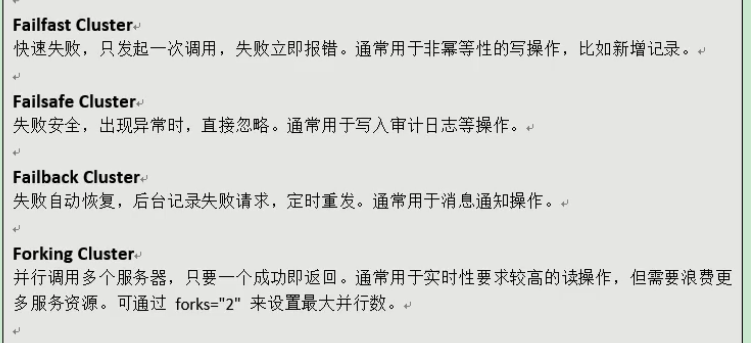 Failfast Cluster
快速失败，只发起一次调用，失败立即报错。通常用于非幂等性的写操作，比如新增记录。
Failsafe Cluster
失败安全，出现异常时，直接忽略。通常用于写入审计日志等操作。
Failback Cluster
失败自动恢复，后台记录失败请求，定时重发。通常用于消息通知操作。
Forking Cluster
并行调用多个服务器，只要一个成功即返回。通常用于实时性要求较高的读操作，但需要浪费更
多服务资源。可通过 forks="2" 来设置最大并行数。